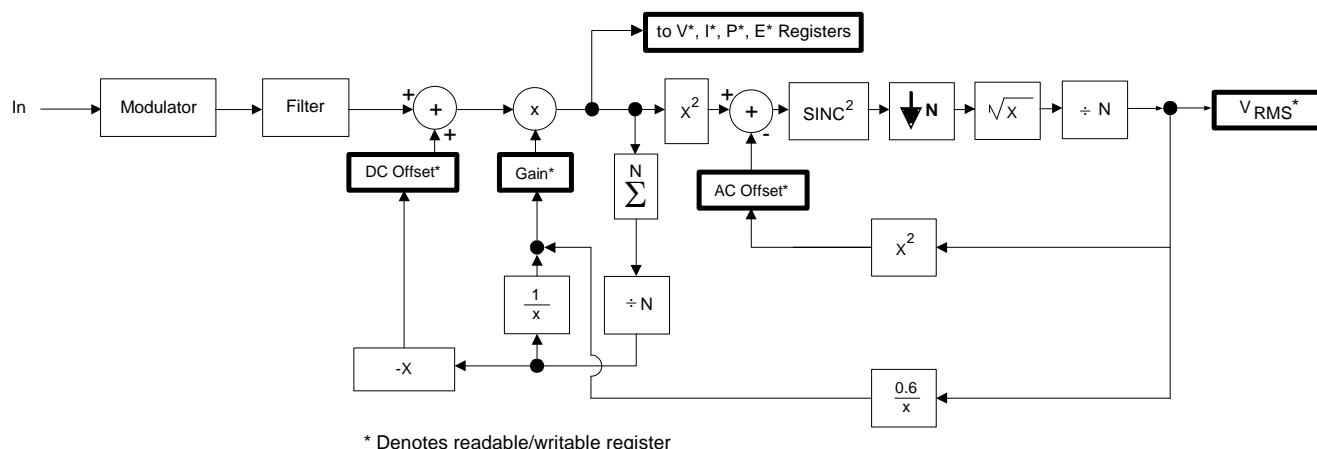 to V*, I*, P*, E* Registers
In
Modulator
Filter
+
+
+
x
X²
+
+
-
SINC²
N
√X
÷ N
V RMS*
DC Offset*
Gain*
N
Σ
AC Offset*
X²
1
x
÷ N
-X
0.6
x
* Denotes readable/writable register